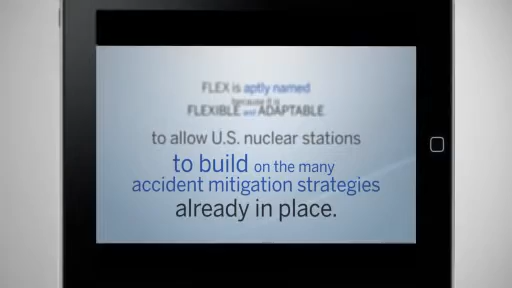 FLEX is aptly named
because it is
FLEXIBLE and ADAPTABLE
to allow U.S. nuclear stations
to build on the many
accident mitigation strategies
already in place.